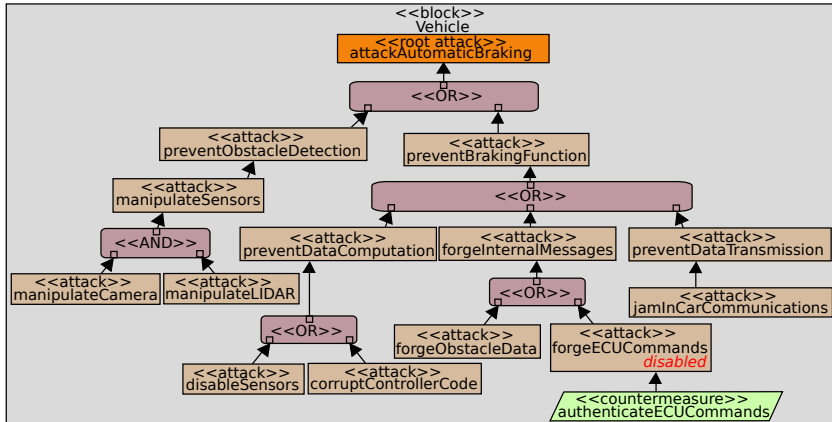 <<block>>
Vehicle
<<root attack>>
attackAutomaticBraking
<<OR>>
<<attack>>
preventObstacleDetection
<<attack>>
preventBrakingFunction
<<attack>>
manipulateSensors
<<OR>>
<<AND>>
<<attack>>
preventDataComputation
<<attack>>
forgeInternalMessages
<<attack>>
preventDataTransmission
<<attack>>
manipulateCamera
<<attack>>
manipulateLIDAR
<<OR>>
<<attack>>
jamInCarCommunications
<<OR>>
<<attack>>
forgeObstacleData
<<attack>>
forgeECUCommands
disabled
<<attack>>
disableSensors
<<attack>>
corruptControllerCode
<<countermeasure>>
authenticateECUCommands